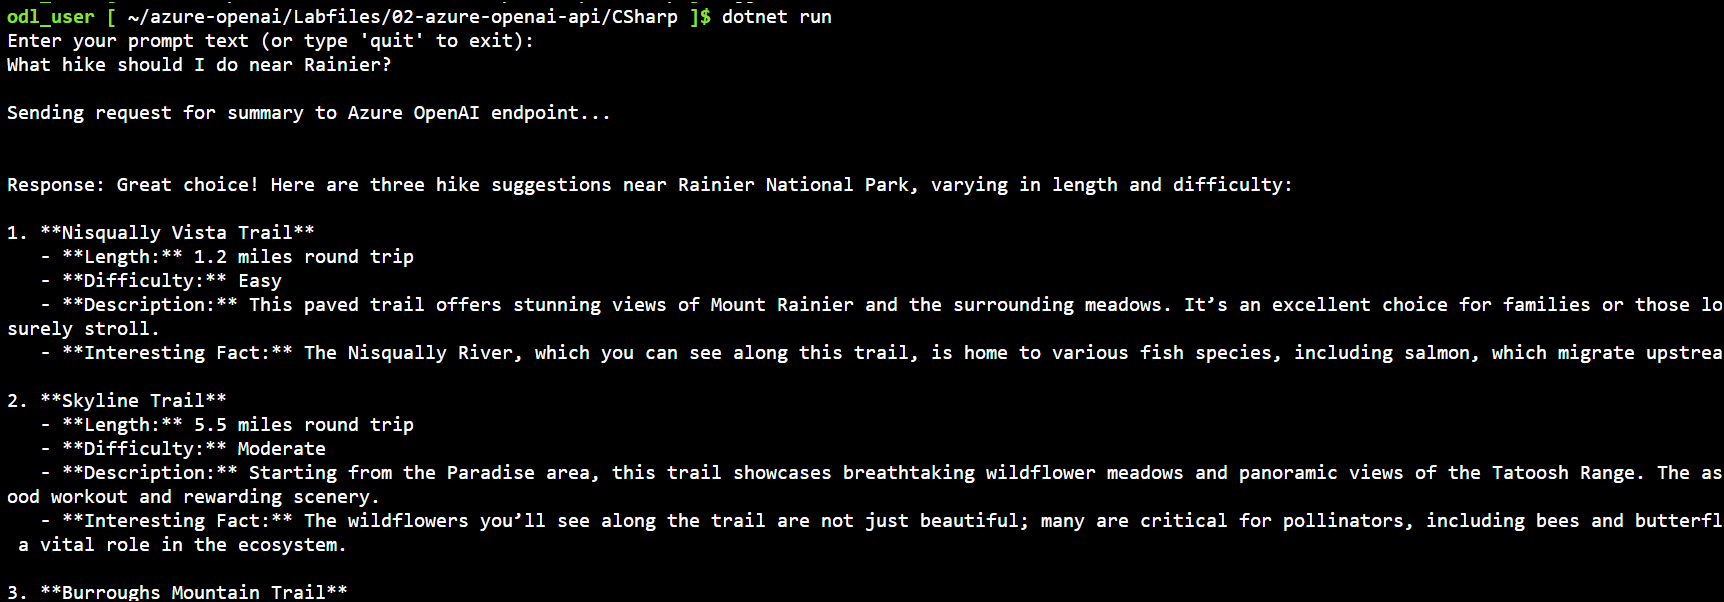 odl_user [ ~/azure-openai/Labfiles/02-azure-openai-api/CSharp ]$ dotnet run
Enter your prompt text (or type 'quit' to exit):
What hike should I do near Rainier?
Sending request for summary to Azure OpenAI endpoint...
Response: Great choice! Here are three hike suggestions near Rainier National Park, varying in length and difficulty:
1. **Nisqually Vista Trail**
   - **Length:** 1.2 miles round trip
   - **Difficulty:** Easy
   - **Description:** This paved trail offers stunning views of Mount Rainier and the surrounding meadows. It’s an excellent choice for families or those lo
surely stroll.
   - **Interesting Fact:** The Nisqually River, which you can see along this trail, is home to various fish species, including salmon, which migrate upstrea
2. **Skyline Trail**
   - **Length:** 5.5 miles round trip
   - **Difficulty:** Moderate
   - **Description:** Starting from the Paradise area, this trail showcases breathtaking wildflower meadows and panoramic views of the Tatoosh Range. The as
ood workout and rewarding scenery.
   - **Interesting Fact:** The wildflowers you’ll see along the trail are not just beautiful; many are critical for pollinators, including bees and butterfl
 a vital role in the ecosystem.
3. **Burroughs Mountain Trail**